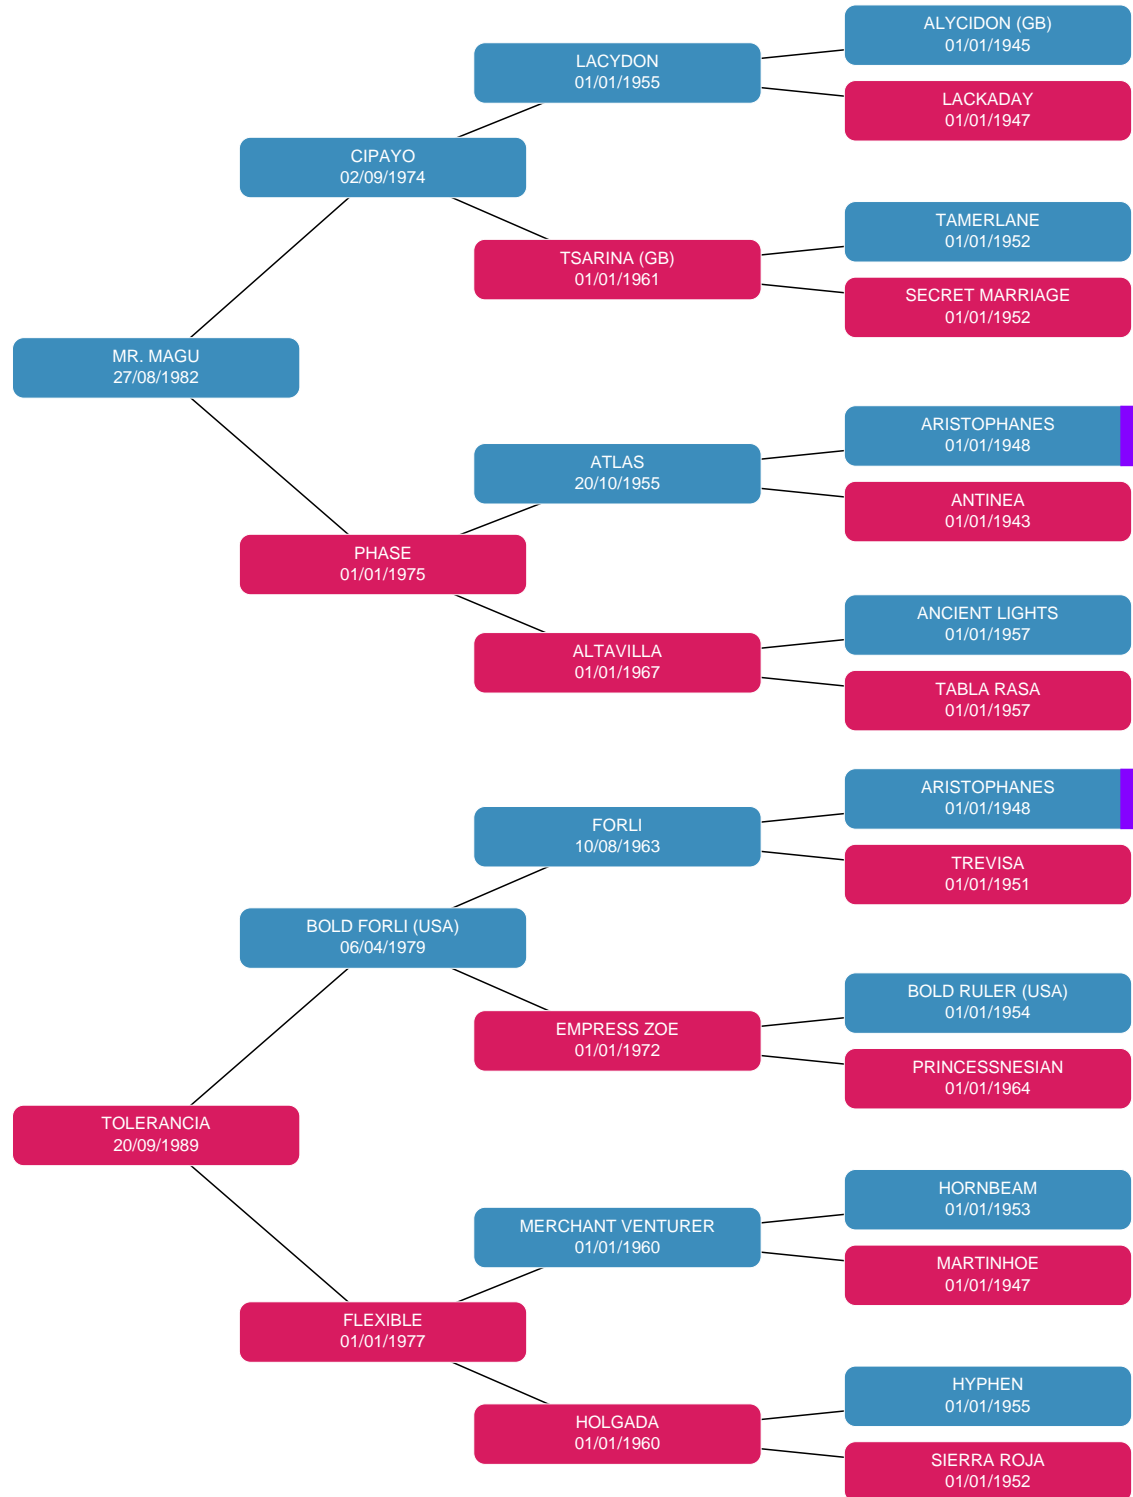 ALYCIDON (GB)
01/01/1945
LACYDON
01/01/1955
LACKADAY
01/01/1947
CIPAYO
02/09/1974
TAMERLANE
01/01/1952
TSARINA (GB)
01/01/1961
SECRET MARRIAGE
01/01/1952
MR. MAGU
27/08/1982
ARISTOPHANES
01/01/1948
ATLAS
20/10/1955
ANTINEA
01/01/1943
PHASE
01/01/1975
ANCIENT LIGHTS
01/01/1957
ALTAVILLA
01/01/1967
TABLA RASA
01/01/1957
ARISTOPHANES
01/01/1948
FORLI
10/08/1963
TREVISA
01/01/1951
BOLD FORLI (USA)
06/04/1979
BOLD RULER (USA)
01/01/1954
EMPRESS ZOE
01/01/1972
PRINCESSNESIAN
01/01/1964
TOLERANCIA
20/09/1989
HORNBEAM
01/01/1953
MERCHANT VENTURER
01/01/1960
MARTINHOE
01/01/1947
FLEXIBLE
01/01/1977
HYPHEN
01/01/1955
HOLGADA
01/01/1960
SIERRA ROJA
01/01/1952